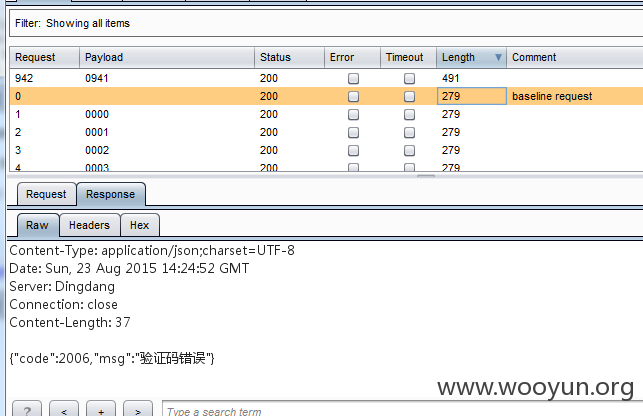 Filter: Showing all items
Request Payload Status Error Timeout Length Comment
942 0941 200 491
0 200 279 baseline request
1 0000 200 279
2 0001 200 279
3 0002 200 279
4 0003 200 279
Request Response
Raw Headers Hex
Content-Type: application/json;charset=UTF-8
Date: Sun, 23 Aug 2015 14:24:52 GMT
Server: Dingdang
Connection: close
Content-Length: 37
{"code":2006,"msg":"验证码错误"}
www.wooyun.org
? < + > Type a search term